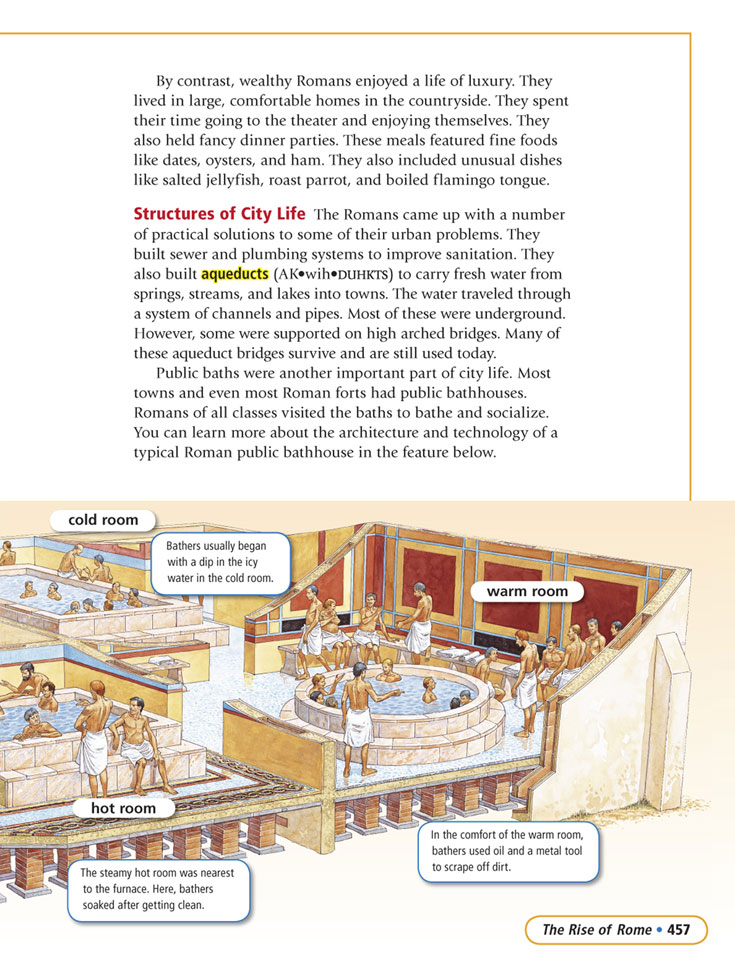 By contrast, wealthy Romans enjoyed a life of luxury. They
lived in large, comfortable homes in the countryside. They spent
their time going to the theater and enjoying themselves. They
also held fancy dinner parties. These meals featured fine foods
like dates, oysters, and ham. They also included unusual dishes
like salted jellyfish, roast parrot, and boiled flamingo tongue.
Structures of City Life The Romans came up with a number
of practical solutions to some of their urban problems. They
built sewer and plumbing systems to improve sanitation. They
also built aqueducts (AK•wih•DUHKTS) to carry fresh water from
springs, streams, and lakes into towns. The water traveled through
a system of channels and pipes. Most of these were underground.
However, some were supported on high arched bridges. Many of
these aqueduct bridges survive and are still used today.
Public baths were another important part of city life. Most
towns and even most Roman forts had public bathhouses.
Romans of all classes visited the baths to bathe and socialize.
You can learn more about the architecture and technology of a
typical Roman public bathhouse in the feature below.
cold room
Bathers usually began
with a dip in the icy
water in the cold room.
warm room
hot room
In the comfort of the warm room,
bathers used oil and a metal tool
to scrape off dirt.
The steamy hot room was nearest
to the furnace. Here, bathers
soaked after getting clean.
The Rise of Rome • 457